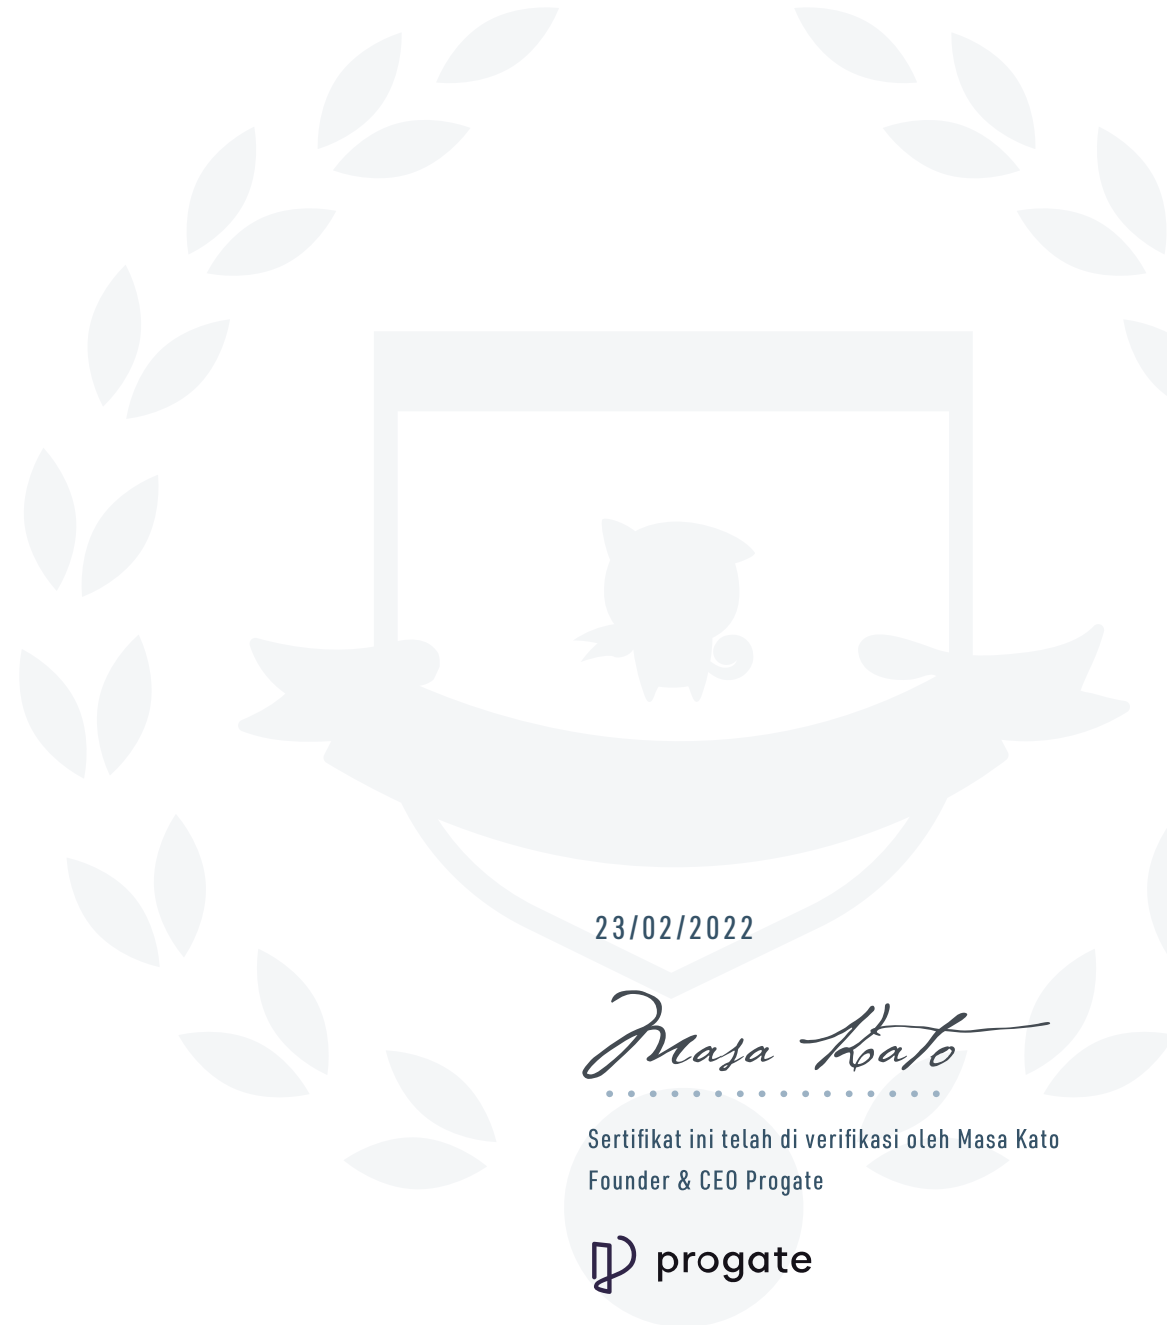 23/02/2022
Masa Kato
Sertifikat ini telah di verifikasi oleh Masa Kato
Founder & CEO Progate
progate